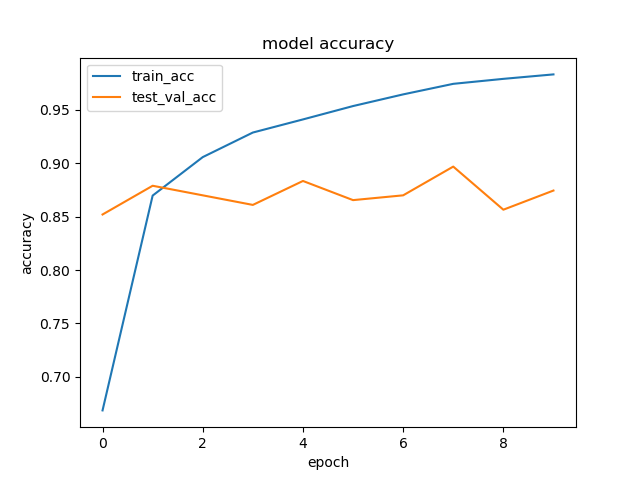 model accuracy
train_acc
test_val_acc
0.95
0.90
0.85
0.80
0.75
0.70
accuracy
0 2 4 6 8
epoch